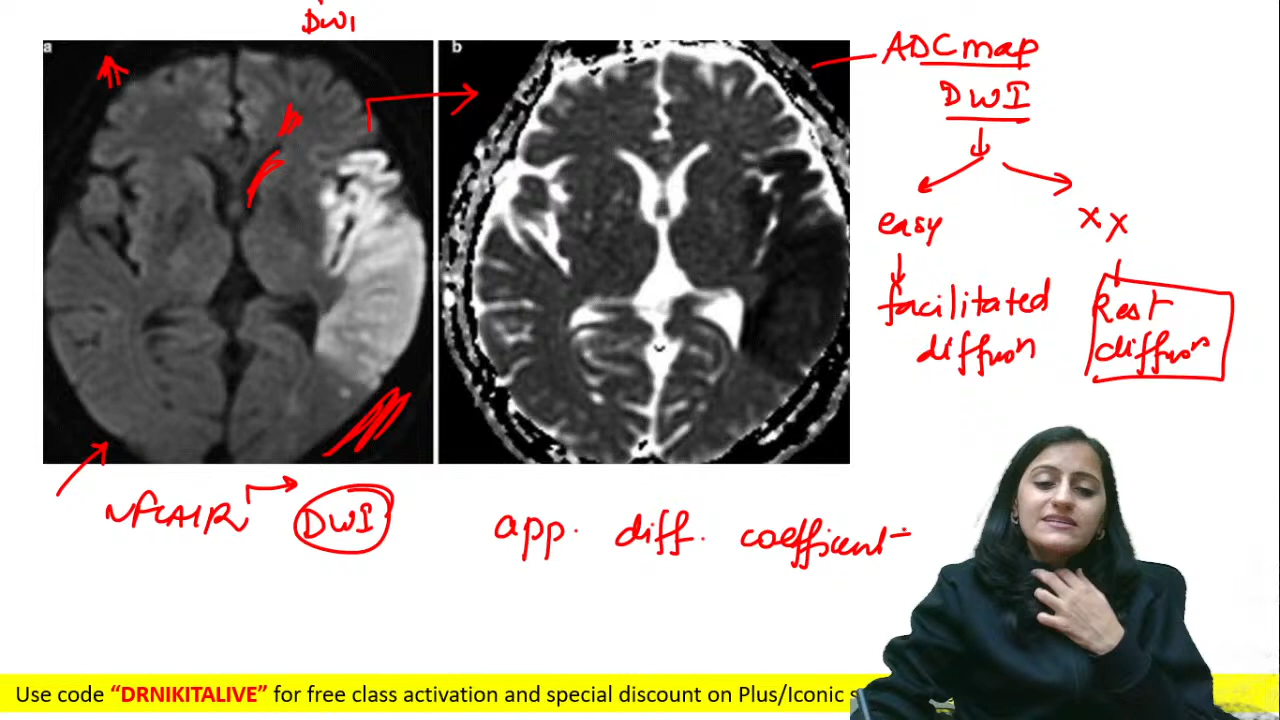 DWI
a
b
ADC map
DWI
easy
xx
facilitated
diffusion
Rest
diffusion
FLAIR
DWI
app. diff. coefficient
Use code “DRNIKITALIVE” for free class activation and special discount on Plus/Iconic s